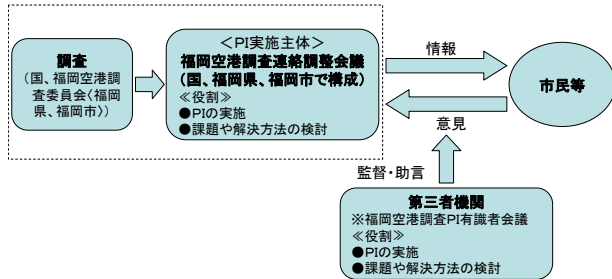 調査
(国、福岡空港調
査委員会〈福岡
県、福岡市〉)
＜PI実施主体＞
福岡空港調査連絡調整会議
(国、福岡県、福岡市で構成)
≪役割≫
●PIの実施
●課題や解決方法の検討
情報
市民等
意見
監督・助言
第三者機関
※福岡空港調査PI有識者会議
≪役割≫
●PIの実施
●課題や解決方法の検討